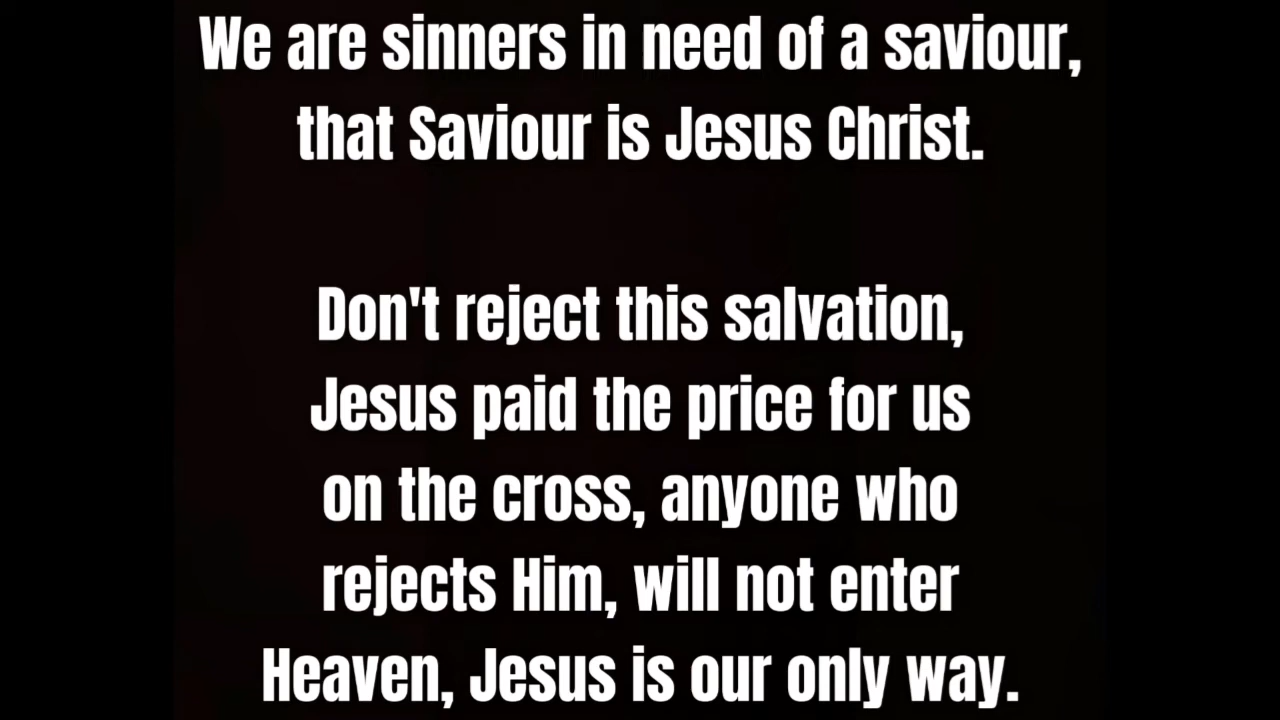 We are sinners in need of a saviour,
that Saviour is Jesus Christ.
Don't reject this salvation,
Jesus paid the price for us
on the cross, anyone who
rejects Him, will not enter
Heaven, Jesus is our only way.